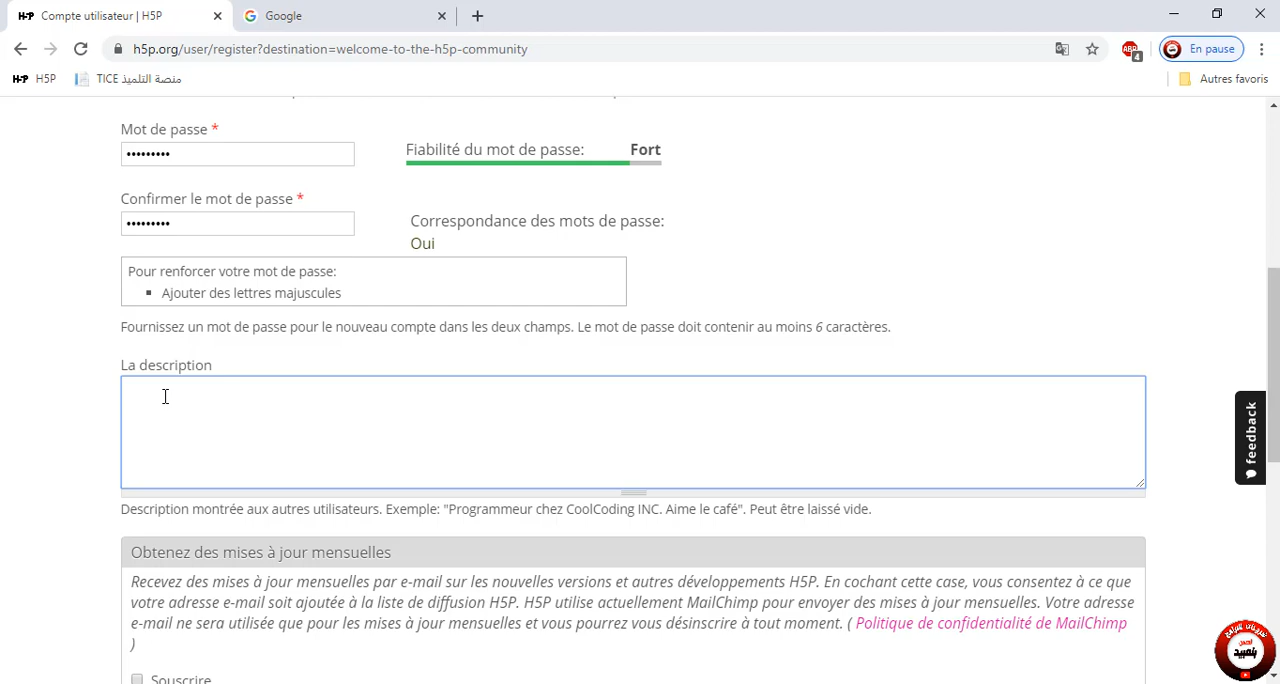 H-P Compte utilisateur | H5P
Google
h5p.org/user/register?destination=welcome-to-the-h5p-community
ABP
4
En pause
H-P H5P
TICE منصة التلميذ
Autres favoris
Mot de passe *
•••••••••
Fiabilité du mot de passe: Fort
Confirmer le mot de passe *
•••••••••
Correspondance des mots de passe:
Oui
Pour renforcer votre mot de passe:
Ajouter des lettres majuscules
Fournissez un mot de passe pour le nouveau compte dans les deux champs. Le mot de passe doit contenir au moins 6 caractères.
La description
feedback
Description montrée aux autres utilisateurs. Exemple: "Programmeur chez CoolCoding INC. Aime le café". Peut être laissé vide.
Obtenez des mises à jour mensuelles
Recevez des mises à jour mensuelles par e-mail sur les nouvelles versions et autres développements H5P. En cochant cette case, vous consentez à ce que
votre adresse e-mail soit ajoutée à la liste de diffusion H5P. H5P utilise actuellement MailChimp pour envoyer des mises à jour mensuelles. Votre adresse
e-mail ne sera utilisée que pour les mises à jour mensuelles et vous pourrez vous désinscrire à tout moment. ( Politique de confidentialité de MailChimp
)
Souscrire